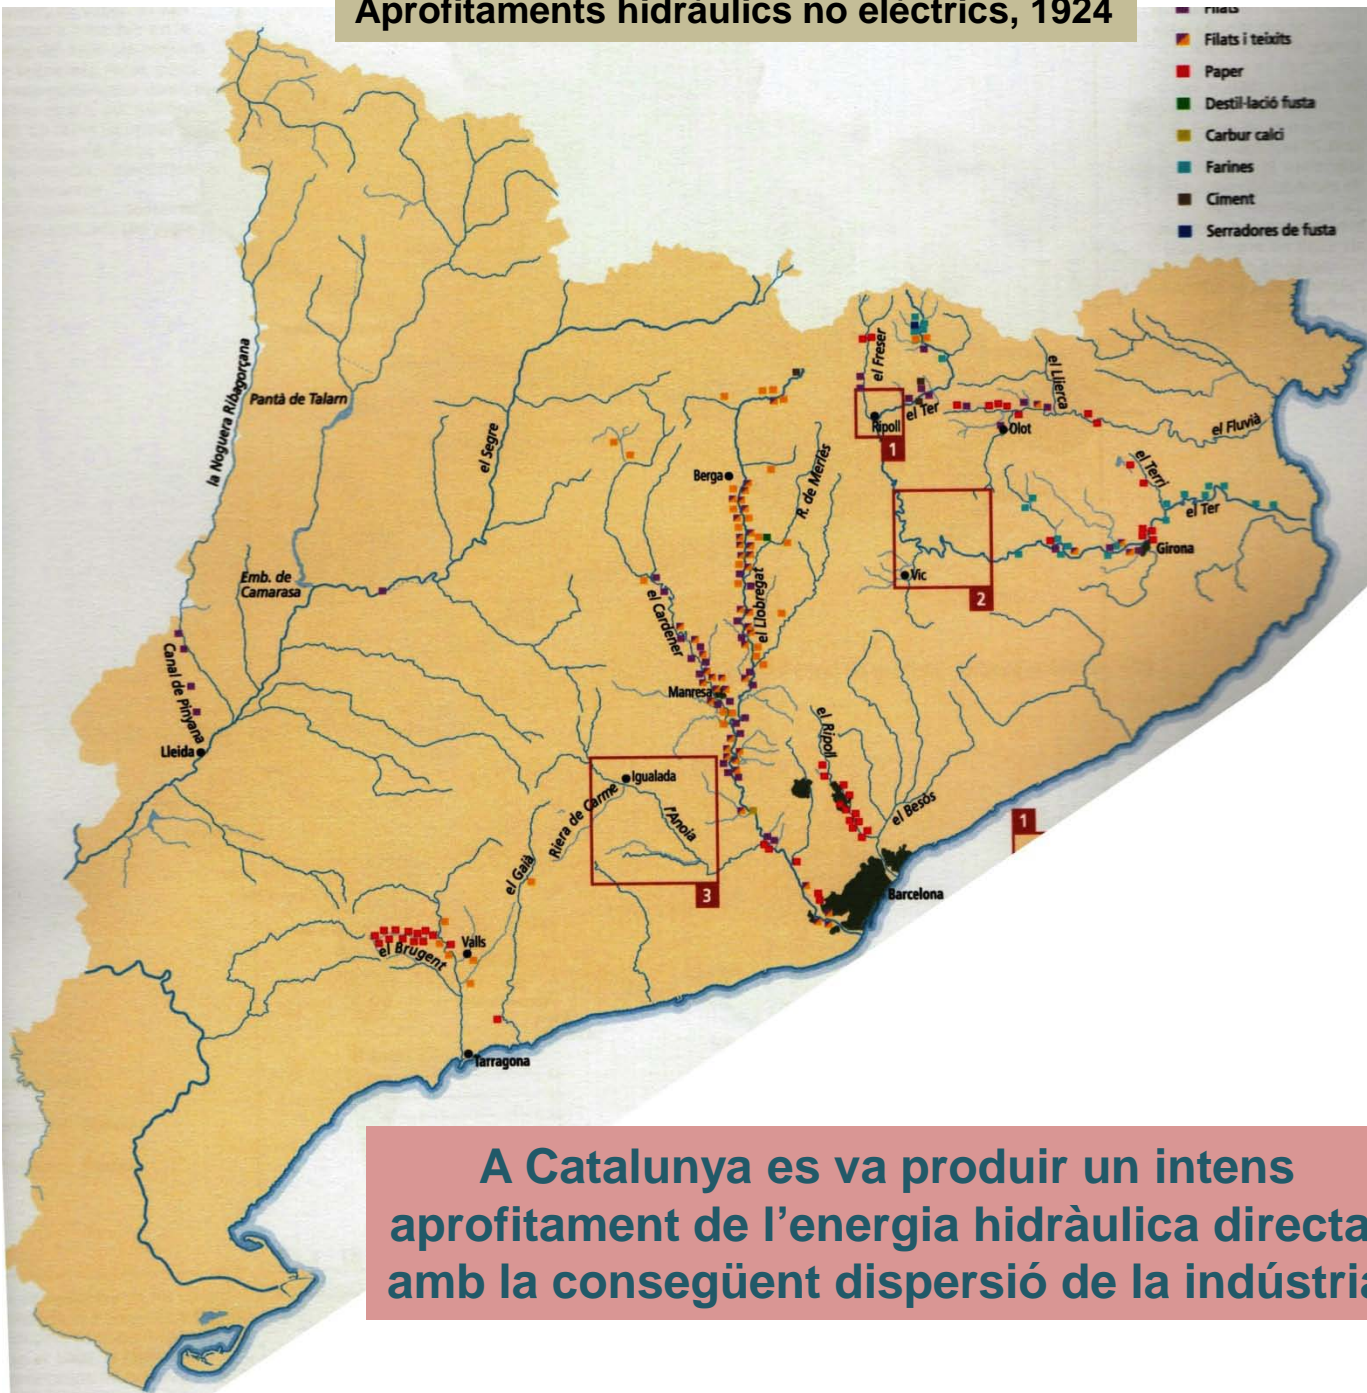 Aprofitaments hidràulics no elèctrics, 1924
Filats
Filats i teixits
Paper
Destil·lació fusta
Carbur calci
Farines
Ciment
Serradores de fusta
la Noguera Ribagorçana
Pantà de Talarn
el Segre
Emb. de
Camarasa
Canal de Pinyana
Lleida
Berga
R. de Merlès
el Cardener
el Llobregat
Manresa
el Freser
Ripoll
el Ter
1
el Llierca
Olot
el Fluvià
el Terri
el Ter
Girona
Vic
2
el Ripoll
el Besòs
Igualada
Riera de Carme
l'Anoia
3
el Gaià
1
Barcelona
el Brugent
Valls
Tarragona
A Catalunya es va produir un intens
aprofitament de l’energia hidràulica directa
amb la consegüent dispersió de la indústria